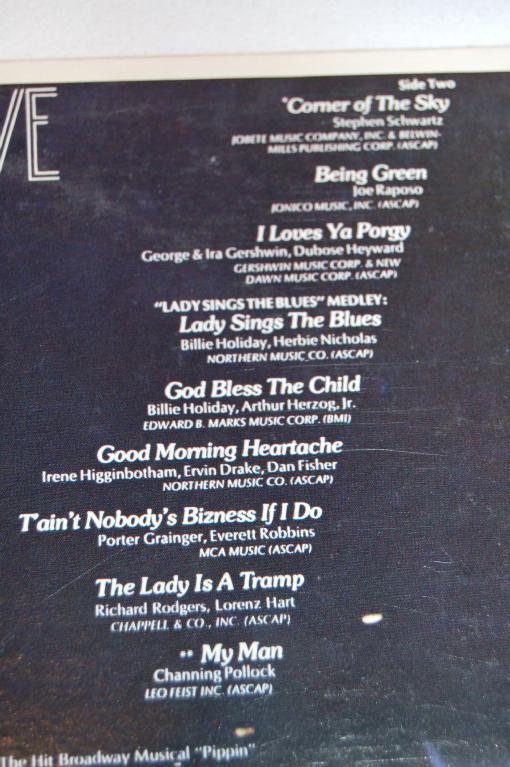 VE
Side Two
*Corner of The Sky
Stephen Schwartz
JOBETE MUSIC COMPANY, INC. & BELWIN-
MILLS PUBLISHING CORP. (ASCAP)
Being Green
Joe Raposo
JONICO MUSIC, INC. (ASCAP)
I Loves Ya Porgy
George & Ira Gershwin, Dubose Heyward
GERSHWIN MUSIC CORP. & NEW
DAWN MUSIC CORP. (ASCAP)
"LADY SINGS THE BLUES" MEDLEY:
Lady Sings The Blues
Billie Holiday, Herbie Nicholas
NORTHERN MUSIC CO. (ASCAP)
God Bless The Child
Billie Holiday, Arthur Herzog, Jr.
EDWARD B. MARKS MUSIC CORP. (BMI)
Good Morning Heartache
Irene Higginbotham, Ervin Drake, Dan Fisher
NORTHERN MUSIC CO. (ASCAP)
T'ain't Nobody's Bizness If I Do
Porter Grainger, Everett Robbins
MCA MUSIC (ASCAP)
The Lady Is A Tramp
Richard Rodgers, Lorenz Hart
CHAPPELL & CO., INC. (ASCAP)
** My Man
Channing Pollock
LEO FEIST INC. (ASCAP)
The Hit Broadway Musical "Pippin"